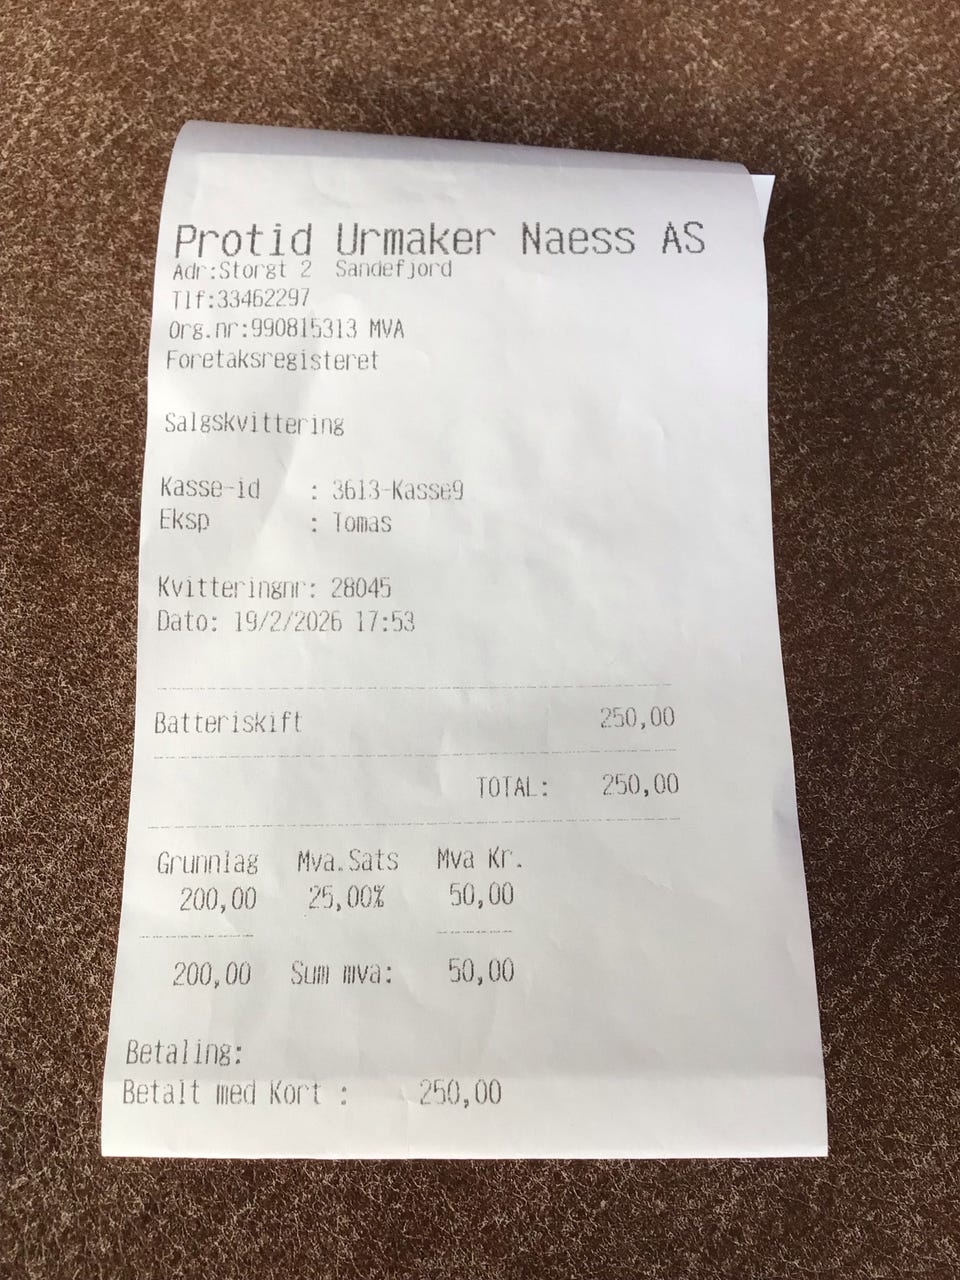 Protid Urmaker Naess AS
Adr:Storgt 2 Sandefjord
Tlf:33462297
Org.nr:990815313 MVA
Foretaksregisteret
Salgskvittering
Kasse-id : 3613-Kasse9
Eksp : Tomas
Kvitteringnr: 28045
Dato: 19/2/2026 17:53
Batteriskift 250,00
TOTAL: 250,00
Grunnlag Mva.Sats Mva Kr.
200,00 25,00% 50,00
200,00 Sum mva: 50,00
Betaling:
Betalt med Kort : 250,00